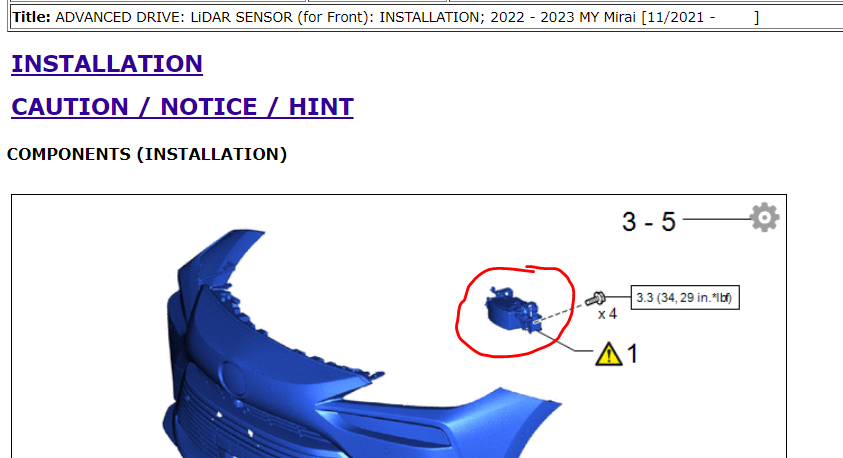 Title: ADVANCED DRIVE: LiDAR SENSOR (for Front): INSTALLATION; 2022 - 2023 MY Mirai [11/2021 -          ]
INSTALLATION
CAUTION / NOTICE / HINT
COMPONENTS (INSTALLATION)
3 - 5
3.3 (34, 29 in.*lbf)
x 4
1